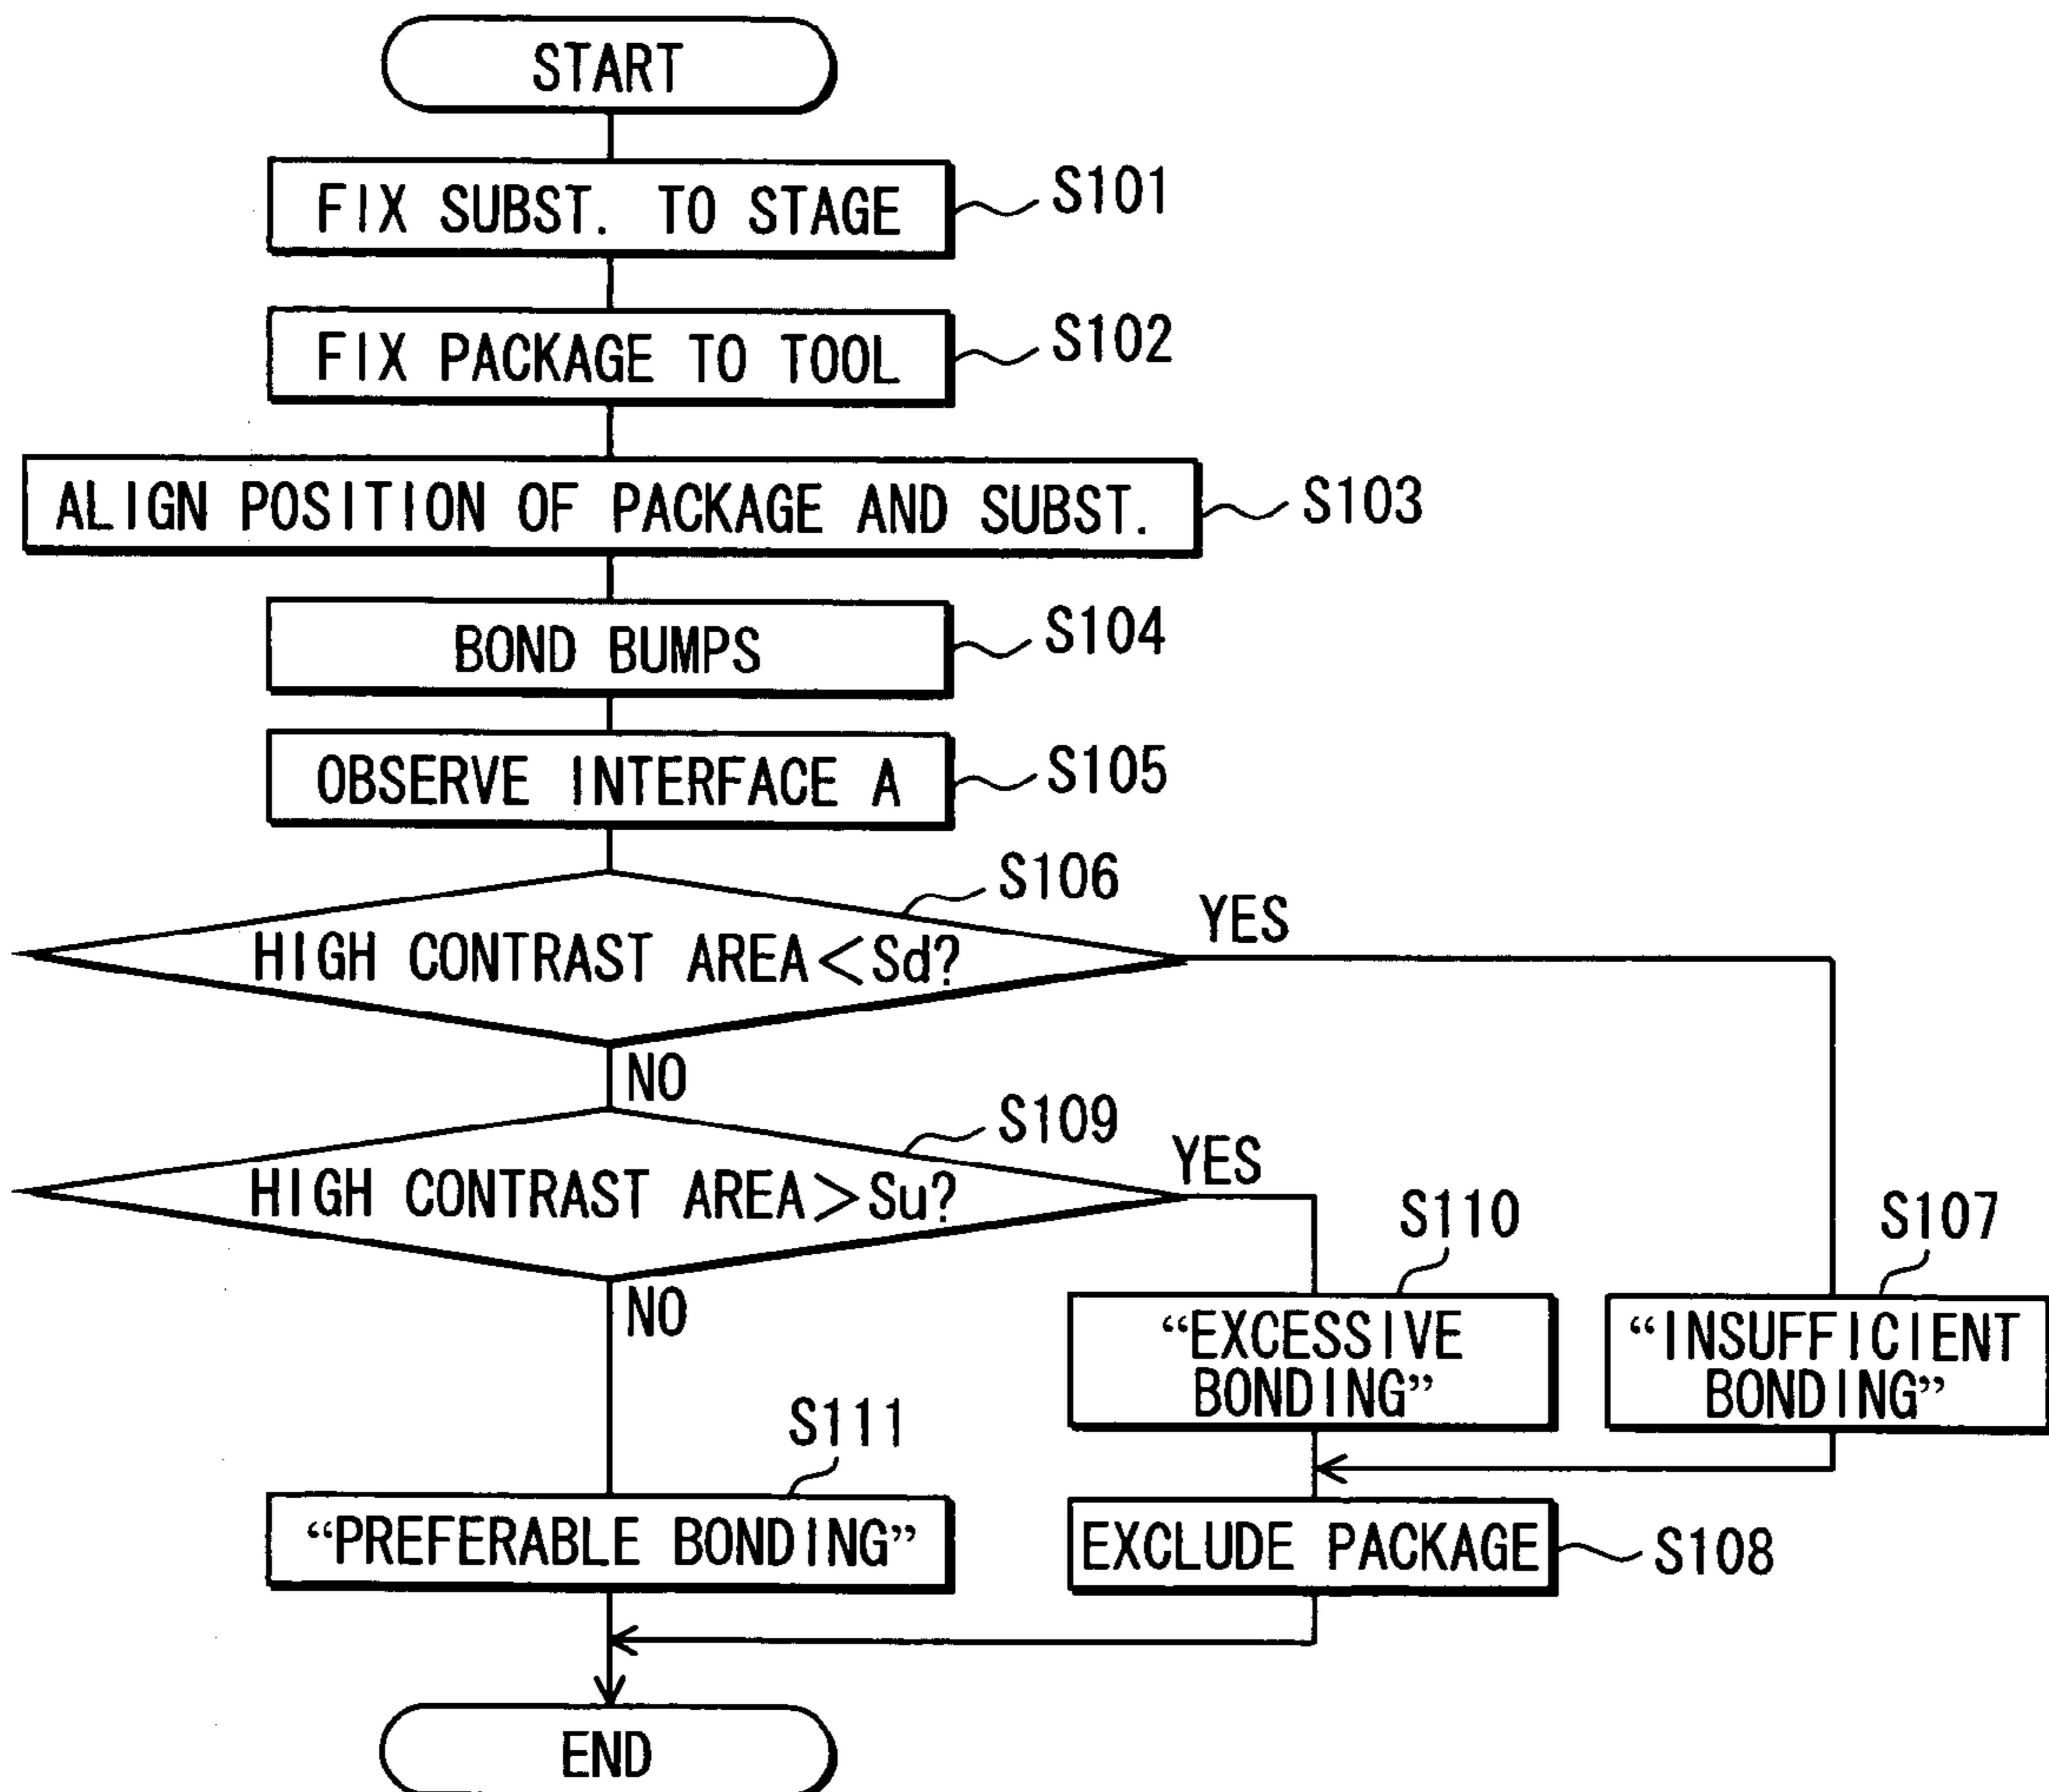 START
FIX SUBST. TO STAGE
S101
FIX PACKAGE TO TOOL
S102
ALIGN POSITION OF PACKAGE AND SUBST.
S103
BOND BUMPS
S104
OBSERVE INTERFACE A
S105
S106
HIGH CONTRAST AREA<Sd?
YES
NO
S109
HIGH CONTRAST AREA>Su?
YES
NO
S110
“EXCESSIVE
BONDING”
S107
“INSUFFICIENT
BONDING”
S111
“PREFERABLE BONDING”
EXCLUDE PACKAGE
S108
END